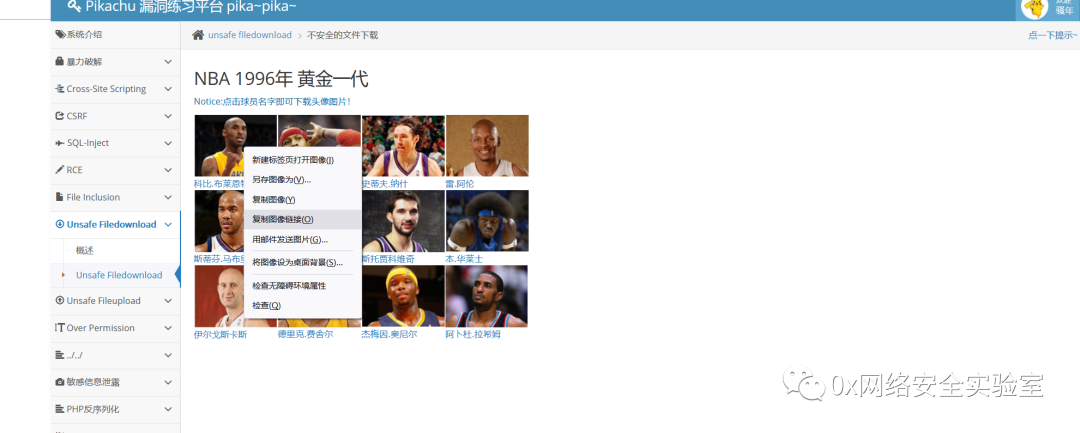 Pikachu 漏洞练习平台 pika~pika~
骚年
系统介绍
暴力破解
Cross-Site Scripting
CSRF
SQL-Inject
RCE
File Inclusion
Unsafe Filedownload
概述
Unsafe Filedownload
Unsafe Fileupload
Over Permission
../../
敏感信息泄露
PHP反序列化
unsafe filedownload > 不安全的文件下载
点一下提示~
NBA 1996年 黄金一代
Notice:点击球员名字即可下载头像图片!
科比.布莱恩特
史蒂夫.纳什
雷.阿伦
新建标签页打开图像(I)
另存图像为(V)...
复制图像(Y)
复制图像链接(O)
用邮件发送图片(G)...
将图像设为桌面背景(S)...
检查无障碍环境属性
检查(Q)
斯蒂芬.马布里
斯托贾科维奇
本.华莱士
伊尔戈斯卡斯
德里克.费舍尔
杰梅因.奥尼尔
阿卜杜.拉希姆
0x网络安全实验室